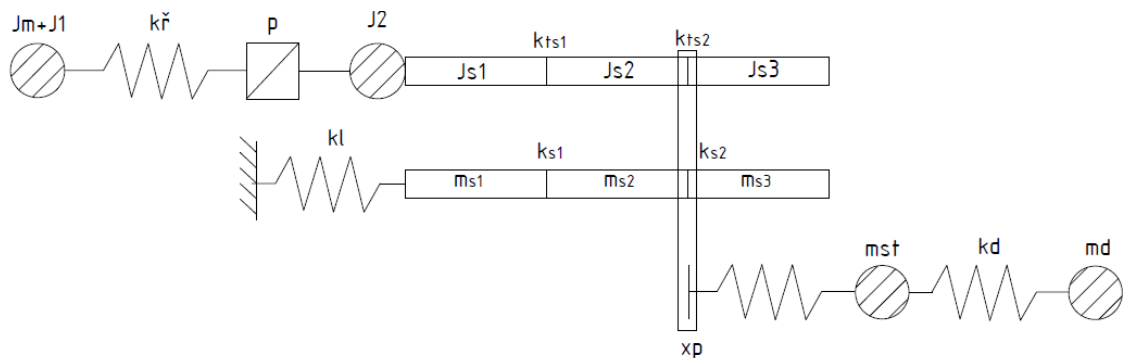 Jm+J1 kř p J2
kts1 kts2
Js1 Js2 Js3
kl
ks1 ks2
ms1 ms2 ms3
mst kd md
xp